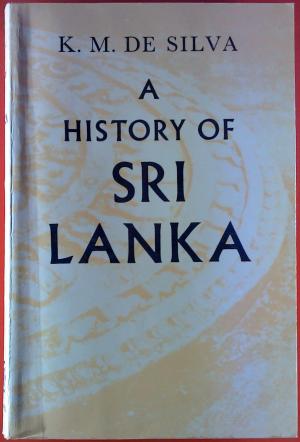 K. M. DE SILVA
A
HISTORY OF
SRI
LANKA